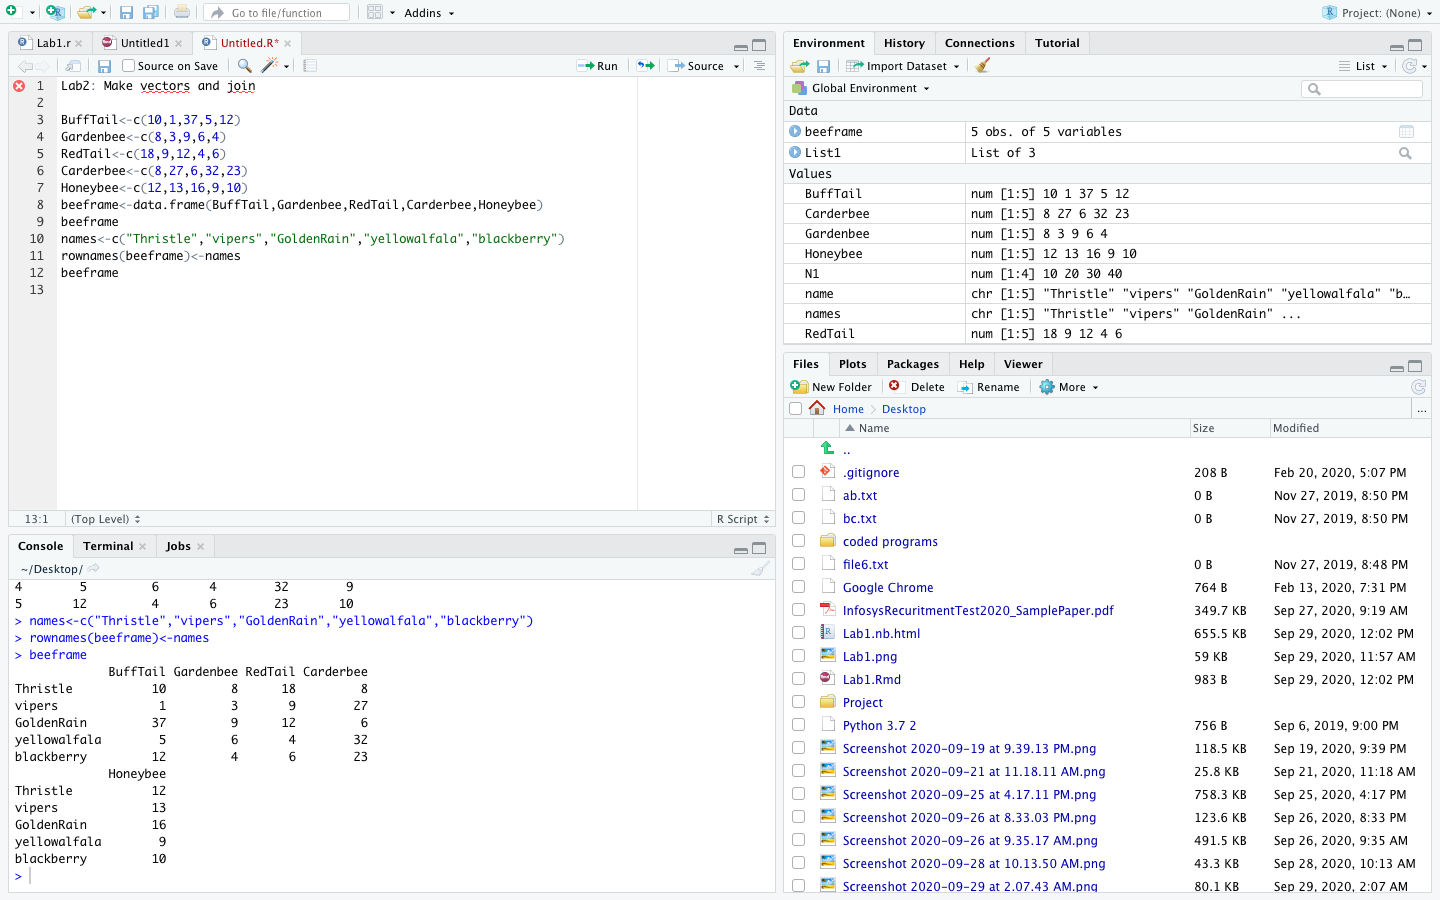 Go to file/function
Addins
Project: (None)
Lab1.r
Untitled1
Untitled.R*
Source on Save
Run
Source
1 Lab2: Make vectors and join
2
3 BuffTail<-c(10,1,37,5,12)
4 Gardenbee<-c(8,3,9,6,4)
5 RedTail<-c(18,9,12,4,6)
6 Carderbee<-c(8,27,6,32,23)
7 Honeybee<-c(12,13,16,9,10)
8 beeframe<-data.frame(BuffTail,Gardenbee,RedTail,Carderbee,Honeybee)
9 beeframe
10 names<-c("Thristle","vipers","GoldenRain","yellowalfala","blackberry")
11 rownames(beeframe)<-names
12 beeframe
13
13:1 (Top Level) R Script
Console Terminal Jobs
~/Desktop/
4 5 6 4 32 9
5 12 4 6 23 10
> names<-c("Thristle","vipers","GoldenRain","yellowalfala","blackberry")
> rownames(beeframe)<-names
> beeframe
BuffTail Gardenbee RedTail Carderbee
Thristle 10 8 18 8
vipers 1 3 9 27
GoldenRain 37 9 12 6
yellowalfala 5 6 4 32
blackberry 12 4 6 23
Honeybee
Thristle 12
vipers 13
GoldenRain 16
yellowalfala 9
blackberry 10
>
Environment History Connections Tutorial
Import Dataset List
Global Environment
Data
beeframe 5 obs. of 5 variables
List1 List of 3
Values
BuffTail num [1:5] 10 1 37 5 12
Carderbee num [1:5] 8 27 6 32 23
Gardenbee num [1:5] 8 3 9 6 4
Honeybee num [1:5] 12 13 16 9 10
N1 num [1:4] 10 20 30 40
name chr [1:5] "Thristle" "vipers" "GoldenRain" "yellowalfala" "b…
names chr [1:5] "Thristle" "vipers" "GoldenRain" ...
RedTail num [1:5] 18 9 12 4 6
Files Plots Packages Help Viewer
New Folder Delete Rename More
Home Desktop ...
Name Size Modified
..
.gitignore 208 B Feb 20, 2020, 5:07 PM
ab.txt 0 B Nov 27, 2019, 8:50 PM
bc.txt 0 B Nov 27, 2019, 8:50 PM
coded programs
file6.txt 0 B Nov 27, 2019, 8:48 PM
Google Chrome 764 B Feb 13, 2020, 7:31 PM
InfosysRecuritmentTest2020_SamplePaper.pdf 349.7 KB Sep 27, 2020, 9:19 AM
Lab1.nb.html 655.5 KB Sep 29, 2020, 12:02 PM
Lab1.png 59 KB Sep 29, 2020, 11:57 AM
Lab1.Rmd 983 B Sep 29, 2020, 12:02 PM
Project
Python 3.7 2 756 B Sep 6, 2019, 9:00 PM
Screenshot 2020-09-19 at 9.39.13 PM.png 118.5 KB Sep 19, 2020, 9:39 PM
Screenshot 2020-09-21 at 11.18.11 AM.png 25.8 KB Sep 21, 2020, 11:18 AM
Screenshot 2020-09-25 at 4.17.11 PM.png 758.3 KB Sep 25, 2020, 4:17 PM
Screenshot 2020-09-26 at 8.33.03 PM.png 123.6 KB Sep 26, 2020, 8:33 PM
Screenshot 2020-09-26 at 9.35.17 AM.png 491.5 KB Sep 26, 2020, 9:35 AM
Screenshot 2020-09-28 at 10.13.50 AM.png 43.3 KB Sep 28, 2020, 10:13 AM
Screenshot 2020-09-29 at 2.07.43 AM.png 80.1 KB Sep 29, 2020, 2:07 AM